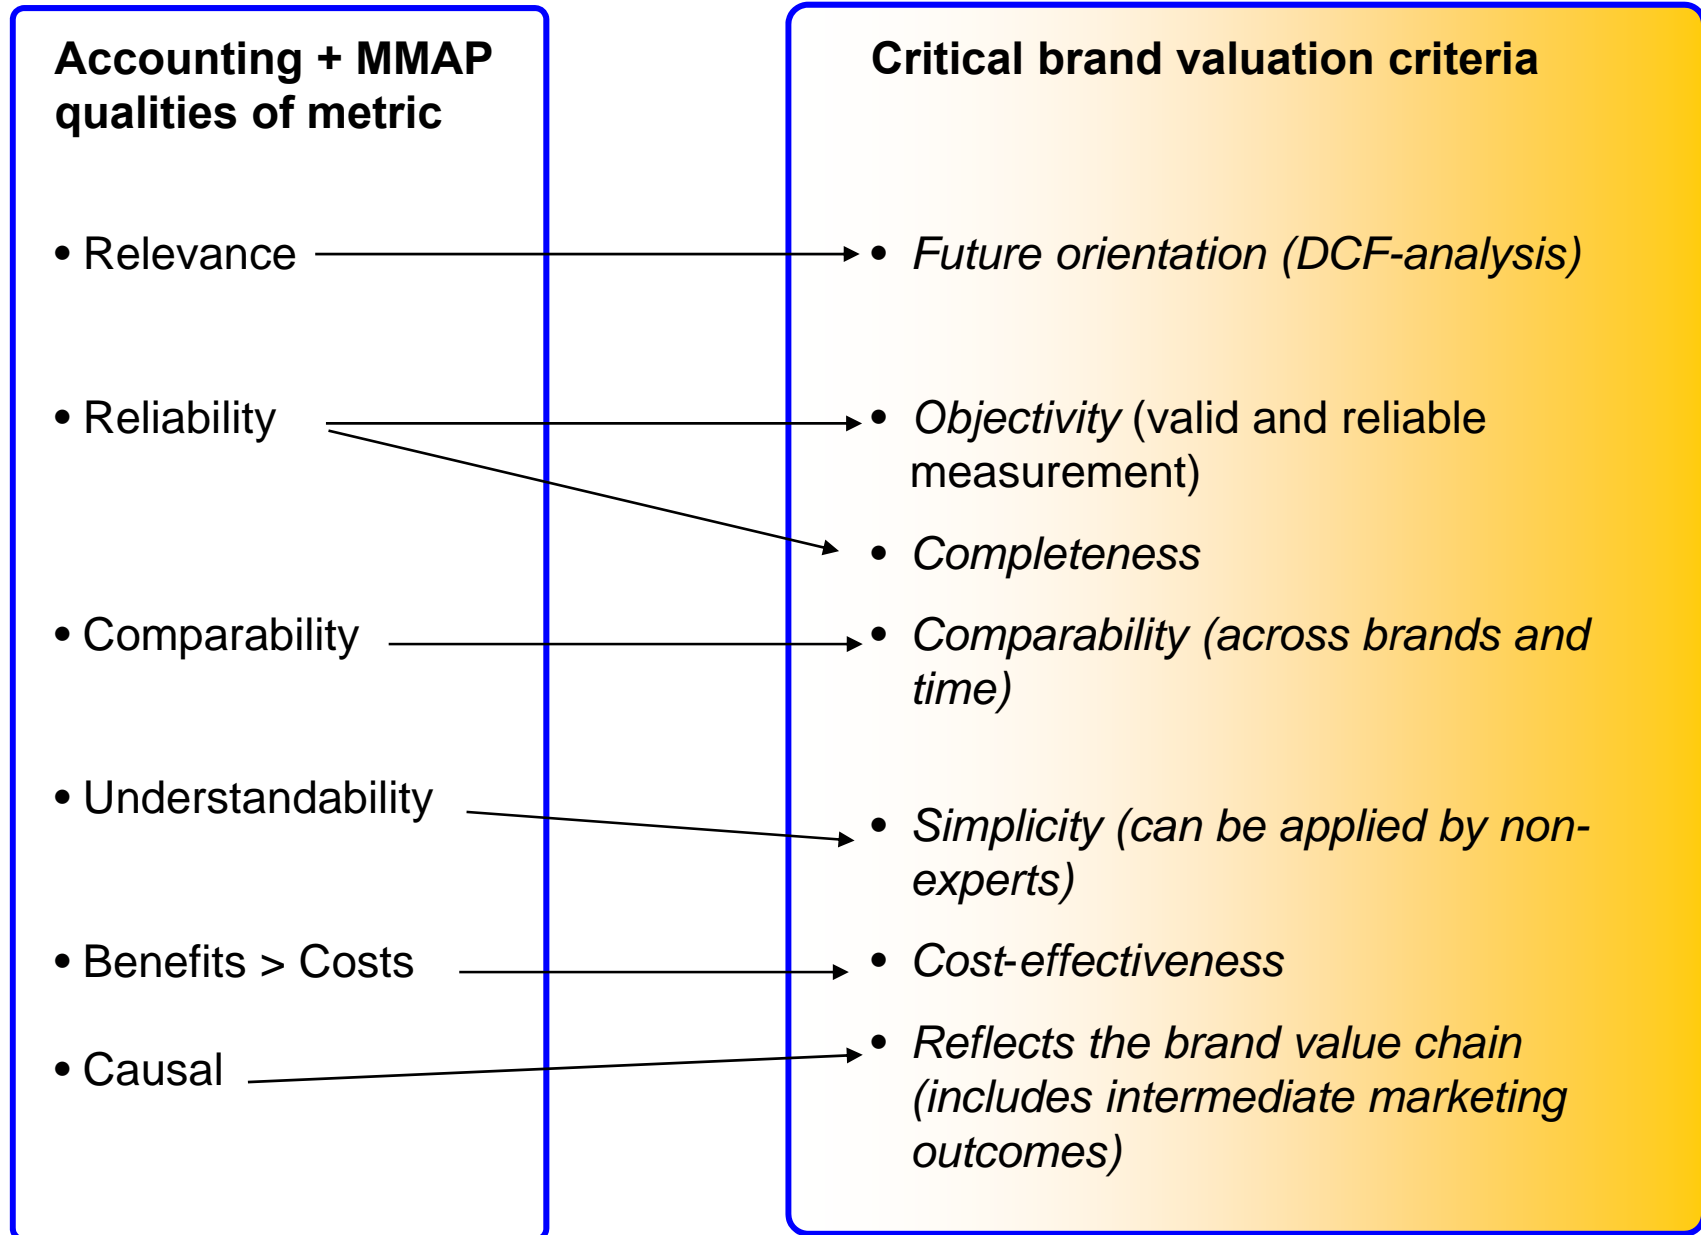 Accounting + MMAP
qualities of metric
• Relevance
• Reliability
• Comparability
• Understandability
• Benefits > Costs
• Causal
Critical brand valuation criteria
• Future orientation (DCF-analysis)
• Objectivity (valid and reliable
measurement)
• Completeness
• Comparability (across brands and
time)
• Simplicity (can be applied by non-
experts)
• Cost-effectiveness
• Reflects the brand value chain
(includes intermediate marketing
outcomes)